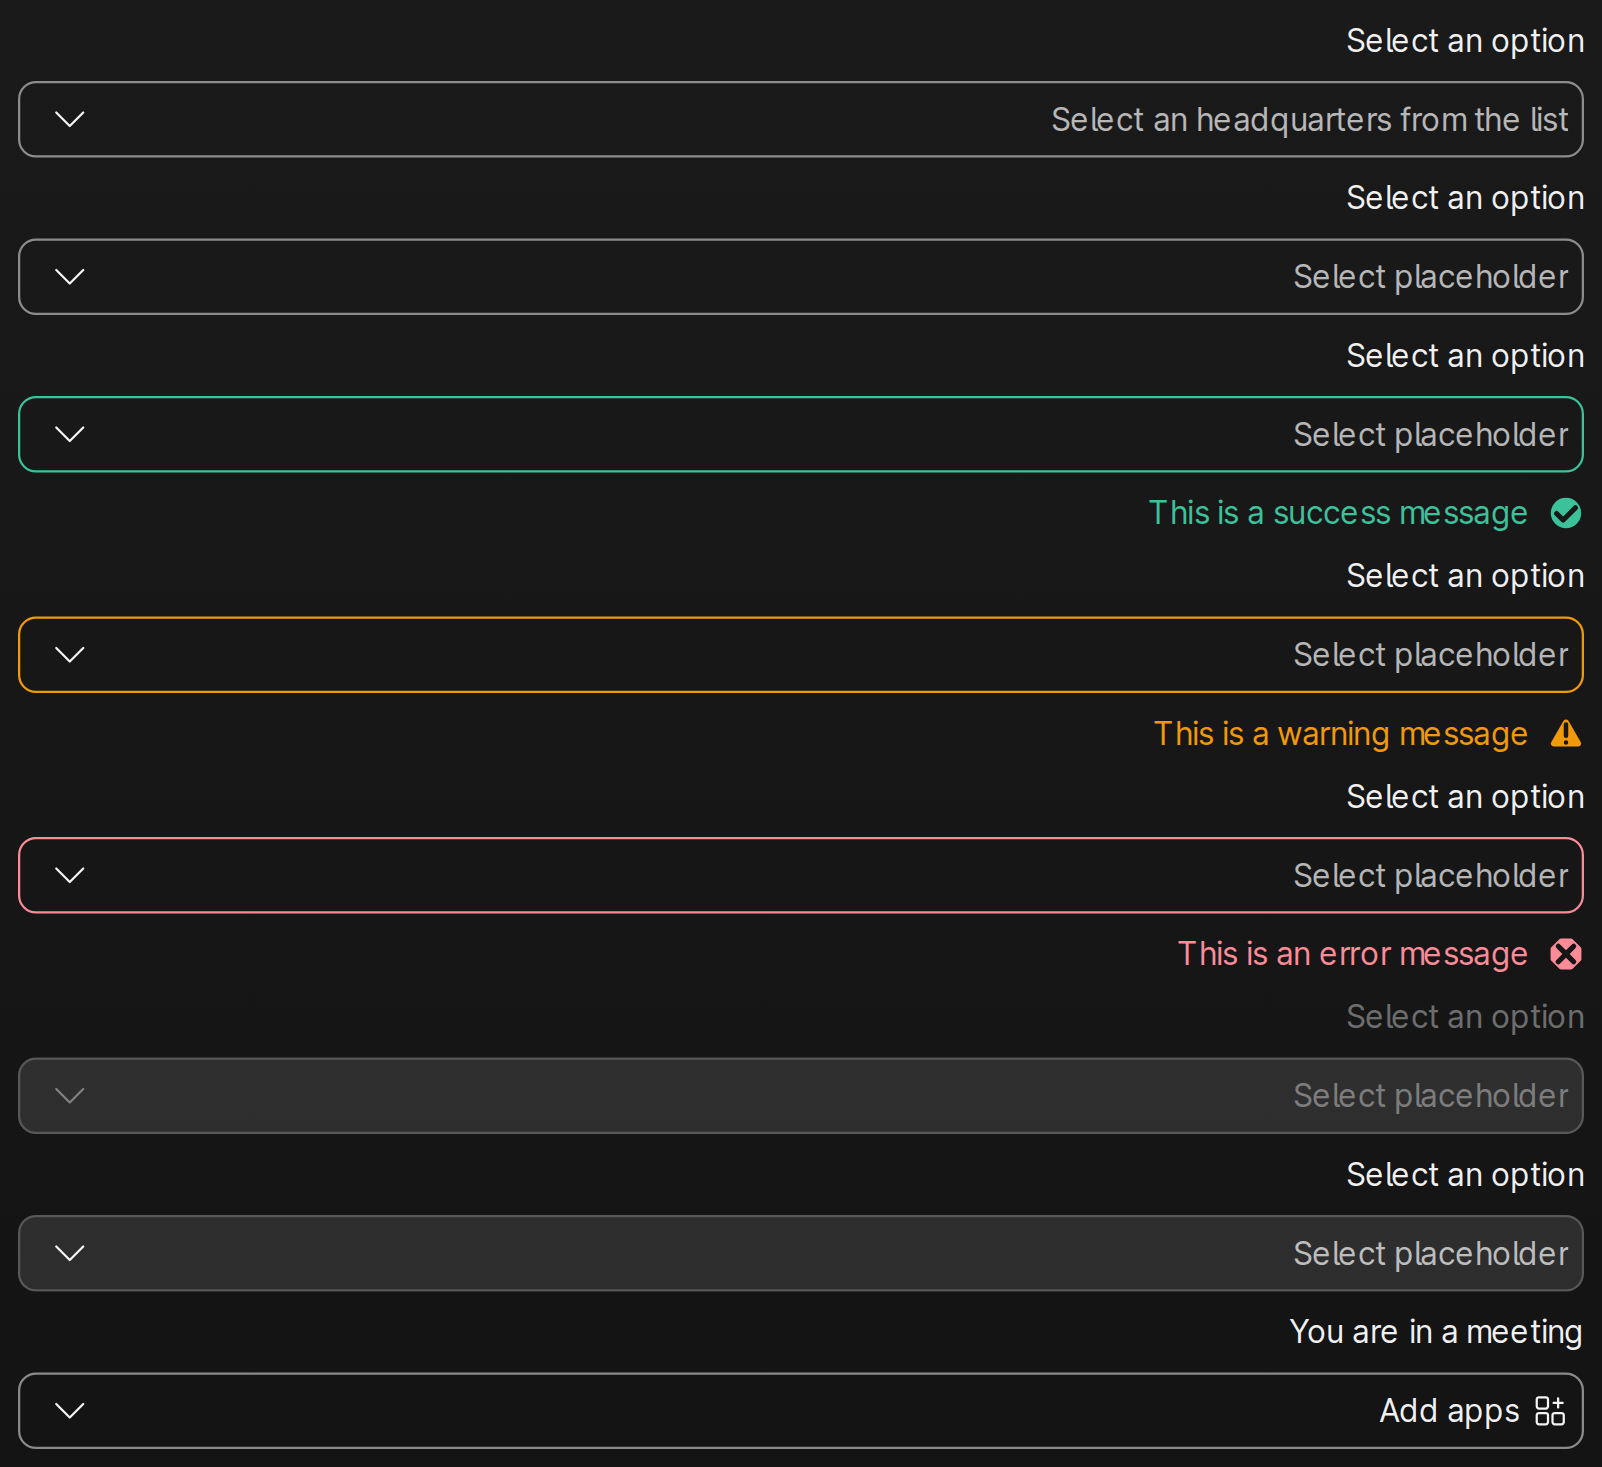 Select an option
Select an headquarters from the list
Select an option
Select placeholder
Select an option
Select placeholder
This is a success message
Select an option
Select placeholder
This is a warning message
Select an option
Select placeholder
This is an error message
Select an option
Select placeholder
Select an option
Select placeholder
You are in a meeting
Add apps